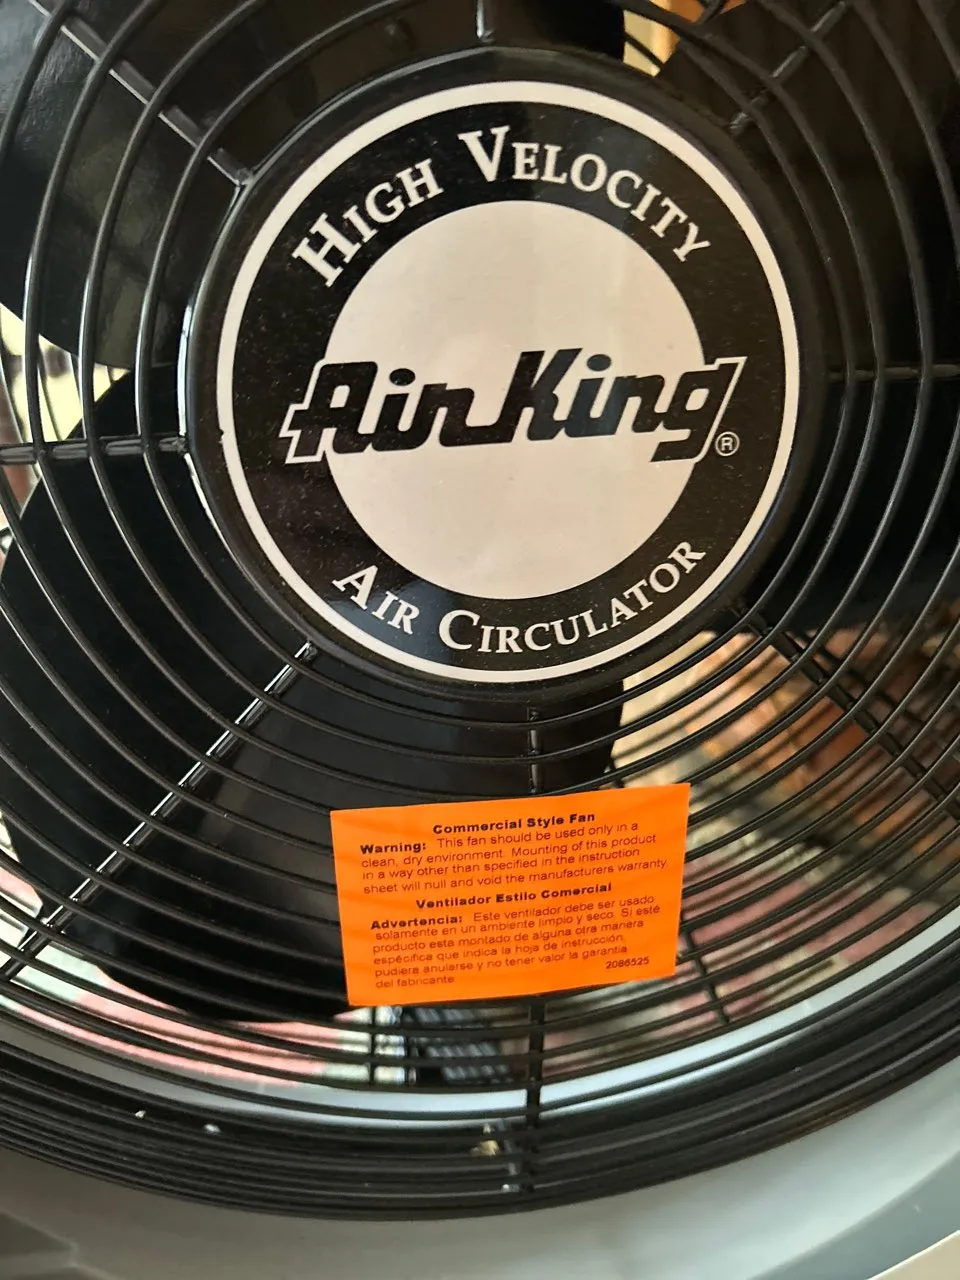 HIGH VELOCITY
Air King®
AIR CIRCULATOR
Commercial Style Fan
Warning: This fan should be used only in a
clean, dry environment. Mounting of this product
in a way other than specified in the instruction
sheet will null and void the manufacturers warranty.
Ventilador Estilo Comercial
Advertencia: Este ventilador debe ser usado
solamente en un ambiente limpio y seco. Si esté
producto esta montado de alguna otra manera
espécifica que indica la hoja de instrucción,
pudiera anularse y no tener valor la garantia
del fabricante.
2086525